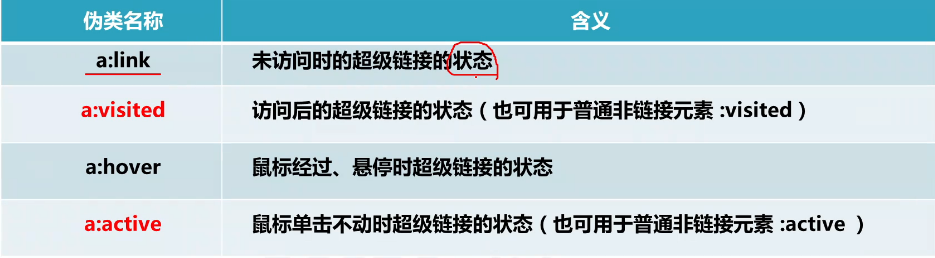 伪类名称 含义
a:link 未访问时的超级链接的状态
a:visited 访问后的超级链接的状态（也可用于普通非链接元素 :visited）
a:hover 鼠标经过、悬停时超级链接的状态
a:active 鼠标单击不动时超级链接的状态（也可用于普通非链接元素 :active ）